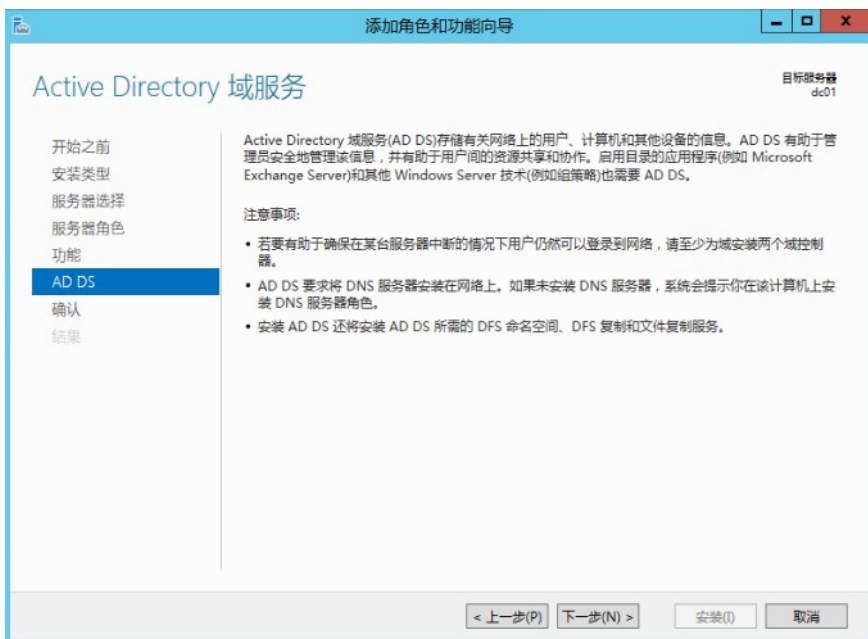 添加角色和功能向导
Active Directory 域服务
目标服务器
dc01
开始之前
安装类型
服务器选择
服务器角色
功能
AD DS
确认
结果
Active Directory 域服务(AD DS)存储有关网络上的用户、计算机和其他设备的信息。AD DS 有助于管
理员安全地管理该信息，并有助于用户间的资源共享和协作。启用目录的应用程序(例如 Microsoft
Exchange Server)和其他 Windows Server 技术(例如组策略)也需要 AD DS。
注意事项:
• 若要有助于确保在某台服务器中断的情况下用户仍然可以登录到网络，请至少为域安装两个域控制
器。
• AD DS 要求将 DNS 服务器安装在网络上。如果未安装 DNS 服务器，系统会提示你在该计算机上安
装 DNS 服务器角色。
• 安装 AD DS 还将安装 AD DS 所需的 DFS 命名空间、DFS 复制和文件复制服务。
< 上一步(P)
下一步(N) >
安装(I)
取消